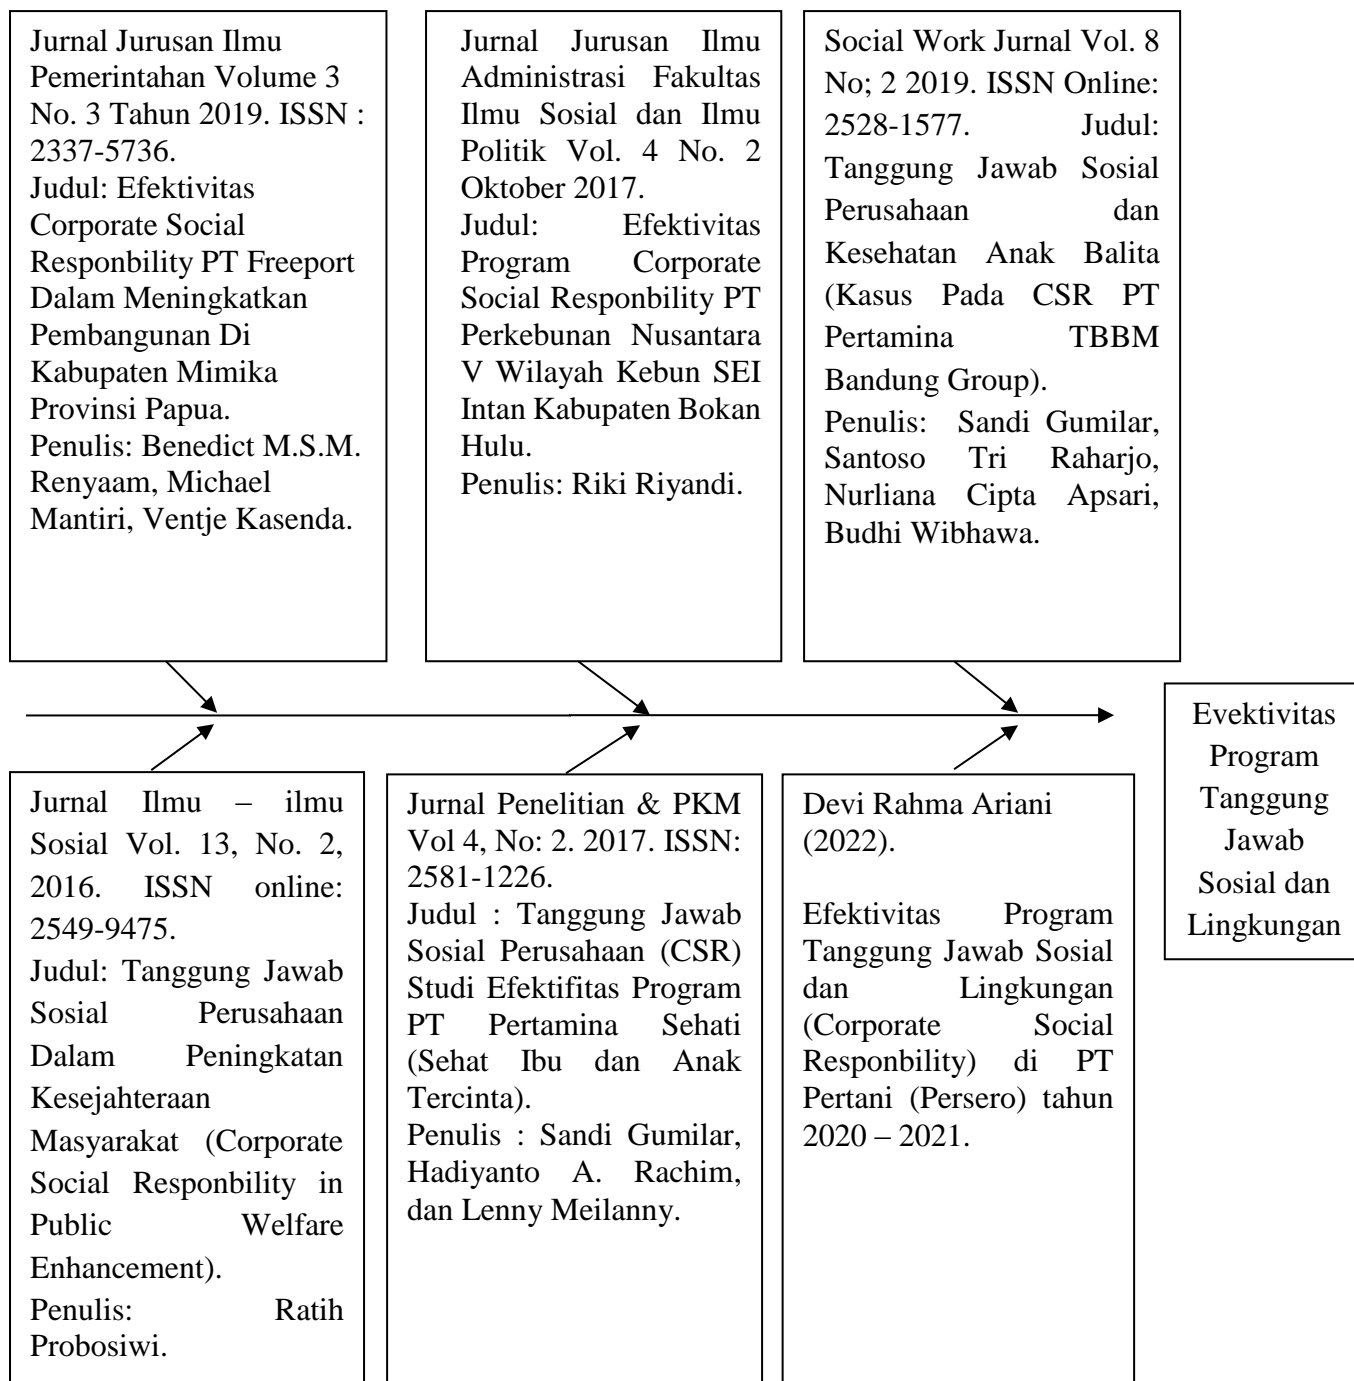 Jurnal Jurusan Ilmu
Pemerintahan Volume 3
No. 3 Tahun 2019. ISSN :
2337-5736.
Judul: Efektivitas
Corporate Social
Responbility PT Freeport
Dalam Meningkatkan
Pembangunan Di
Kabupaten Mimika
Provinsi Papua.
Penulis: Benedict M.S.M.
Renyaam, Michael
Mantiri, Ventje Kasenda.
Jurnal Jurusan Ilmu
Administrasi Fakultas
Ilmu Sosial dan Ilmu
Politik Vol. 4 No. 2
Oktober 2017.
Judul: Efektivitas
Program Corporate
Social Responbility PT
Perkebunan Nusantara
V Wilayah Kebun SEI
Intan Kabupaten Bokan
Hulu.
Penulis: Riki Riyandi.
Social Work Jurnal Vol. 8
No; 2 2019. ISSN Online:
2528-1577. Judul:
Tanggung Jawab Sosial
Perusahaan dan
Kesehatan Anak Balita
(Kasus Pada CSR PT
Pertamina TBBM
Bandung Group).
Penulis: Sandi Gumilar,
Santoso Tri Raharjo,
Nurliana Cipta Apsari,
Budhi Wibhawa.
Evektivitas
Program
Tanggung
Jawab
Sosial dan
Lingkungan
Jurnal Ilmu – ilmu
Sosial Vol. 13, No. 2,
2016. ISSN online:
2549-9475.
Judul: Tanggung Jawab
Sosial Perusahaan
Dalam Peningkatan
Kesejahteraan
Masyarakat (Corporate
Social Responbility in
Public Welfare
Enhancement).
Penulis: Ratih
Probosiwi.
Jurnal Penelitian & PKM
Vol 4, No: 2. 2017. ISSN:
2581-1226.
Judul : Tanggung Jawab
Sosial Perusahaan (CSR)
Studi Efektifitas Program
PT Pertamina Sehati
(Sehat Ibu dan Anak
Tercinta).
Penulis : Sandi Gumilar,
Hadiyanto A. Rachim,
dan Lenny Meilanny.
Devi Rahma Ariani
(2022).
Efektivitas Program
Tanggung Jawab Sosial
dan Lingkungan
(Corporate Social
Responbility) di PT
Pertani (Persero) tahun
2020 – 2021.